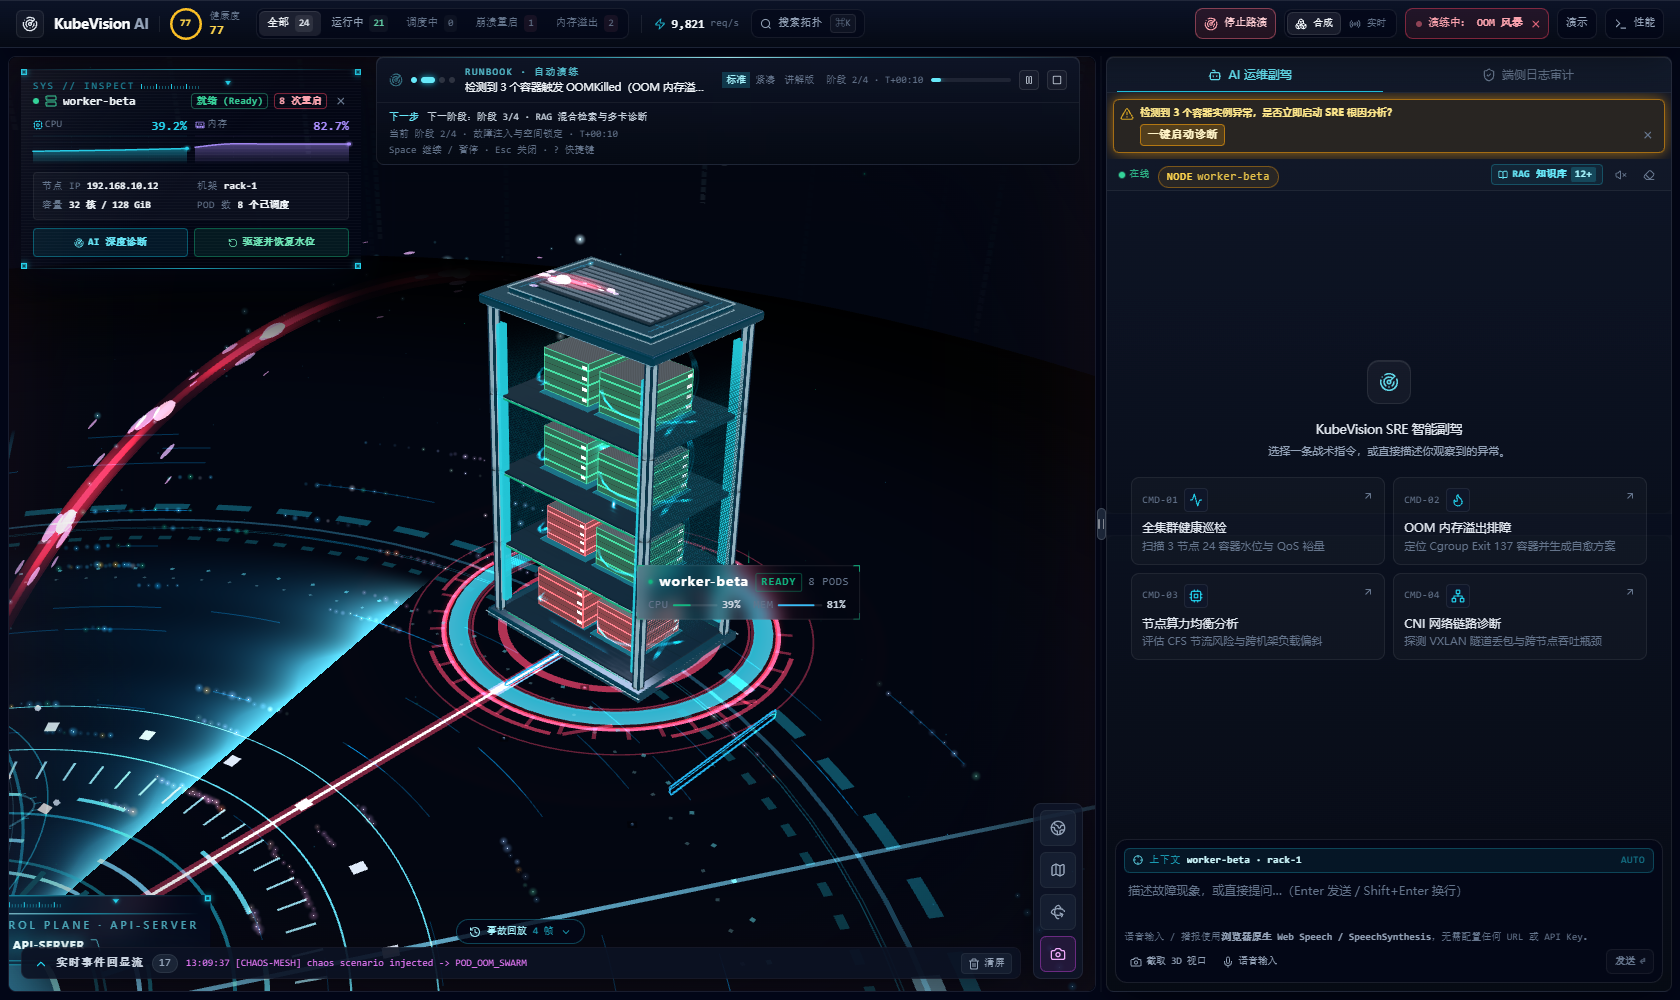 KubeVision AI
77
健康度
77
全部 24
运行中 21
调度中 0
崩溃重启 1
内存溢出 2
9,821 req/s
搜索拓扑 ⌘K
停止路演
合成
实时
演练中: OOM 风暴 ×
演示
性能
SYS // INSPECT
worker-beta 就绪 (Ready) 8 次重启 ×
CPU 39.2%
内存 82.7%
节点 IP 192.168.10.12
机架 rack-1
容量 32 核 / 128 GiB
POD 数 8 个已调度
AI 深度诊断
驱逐并恢复水位
RUNBOOK · 自动演练
检测到 3 个容器触发 OOMKilled（OOM 内存溢...
标准 紧凑 讲解版 阶段 2/4 · T+00:10
下一步 下一阶段: 阶段 3/4 · RAG 混合检索与多卡诊断
当前 阶段 2/4 · 故障注入与空间锁定 · T+00:10
Space 继续 / 暂停 · Esc 关闭 · ? 快捷键
worker-beta READY 8 PODS
CPU 39% 81%
ROL PLANE · API-SERVER
API-SERVER
事故回放 4 帧
实时事件回显流 17 13:09:37 [CHAOS-MESH] chaos scenario injected -> POD_OOM_SWARM
清屏
AI 运维副驾
端侧日志审计
检测到 3 个容器实例异常，是否立即启动 SRE 根因分析?
一键启动诊断
×
在线 NODE worker-beta
RAG 知识库 12+
KubeVision SRE 智能副驾
选择一条战术指令，或直接描述你观察到的异常。
CMD-01
全集群健康巡检
扫描 3 节点 24 容器水位与 QoS 裕量
CMD-02
OOM 内存溢出排障
定位 Cgroup Exit 137 容器并生成自愈方案
CMD-03
节点算力均衡分析
评估 CFS 节流风险与跨机架负载偏斜
CMD-04
CNI 网络链路诊断
探测 VXLAN 隧道丢包与跨节点吞吐瓶颈
上下文 worker-beta · rack-1 AUTO
描述故障现象，或直接提问...（Enter 发送 / Shift+Enter 换行）
语音输入 / 播报使用浏览器原生 Web Speech / SpeechSynthesis，无需配置任何 URL 或 API Key。
截取 3D 视口
语音输入
发送